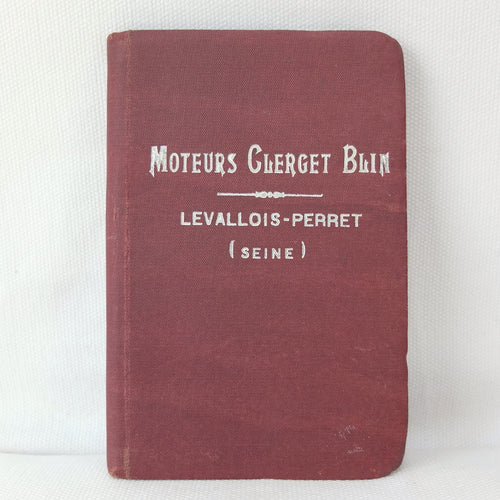 MOTEURS CLERGET BLIN
LEVALLOIS-PERRET
(SEINE)